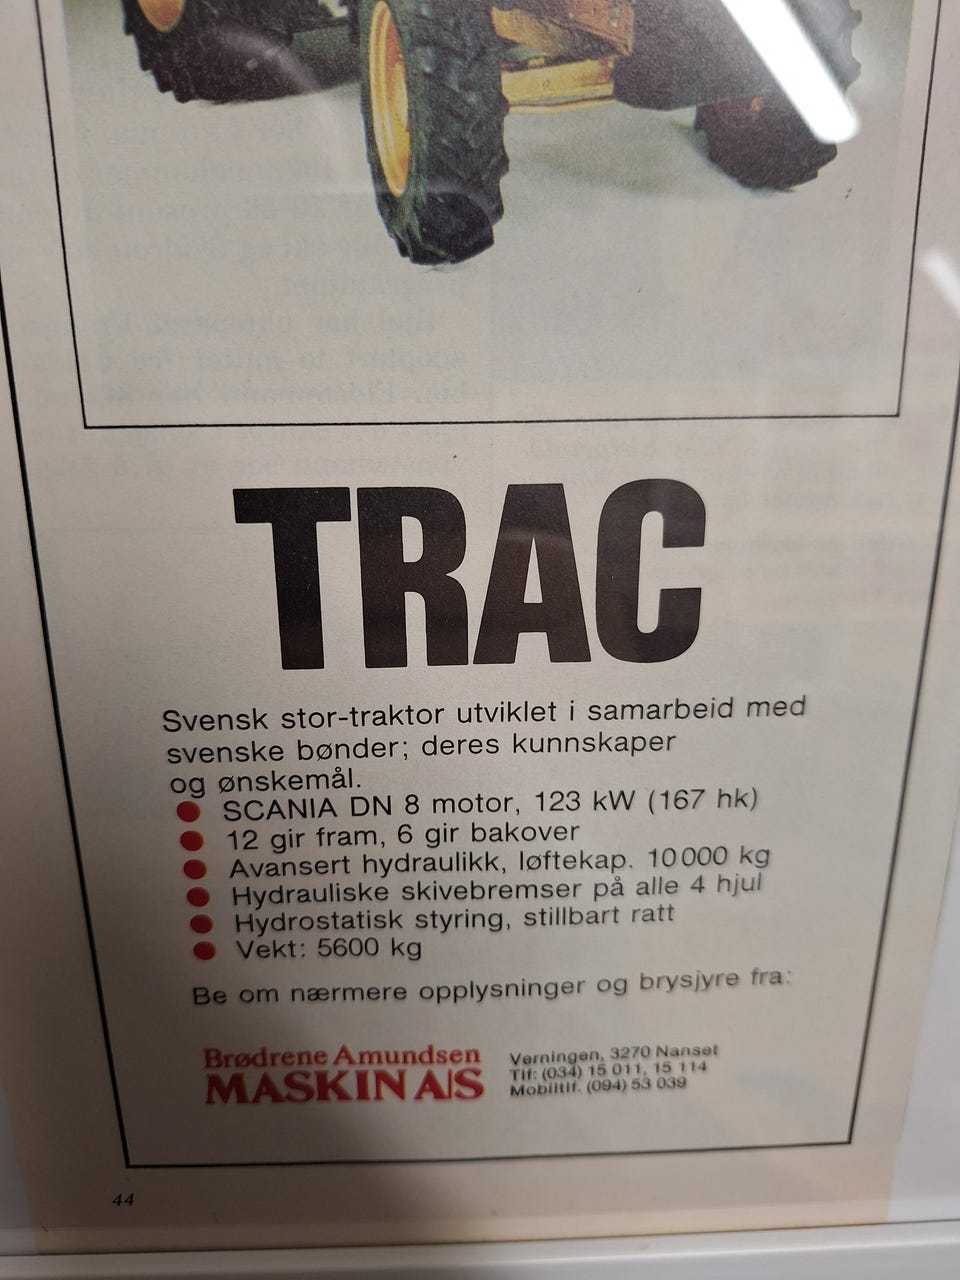 TRAC
Svensk stor-traktor utviklet i samarbeid med
svenske bønder; deres kunnskaper
og ønskemål.
● SCANIA DN 8 motor, 123 kW (167 hk)
● 12 gir fram, 6 gir bakover
● Avansert hydraulikk, løftekap. 10 000 kg
● Hydrauliske skivebremser på alle 4 hjul
● Hydrostatisk styring, stillbart ratt
● Vekt: 5600 kg
Be om nærmere opplysninger og brysjyre fra:
Brødrene Amundsen
MASKIN A/S
Verningen, 3270 Nanset
Tlf: (034) 15 011, 15 114
Mobiltlf. (094) 53 039
44